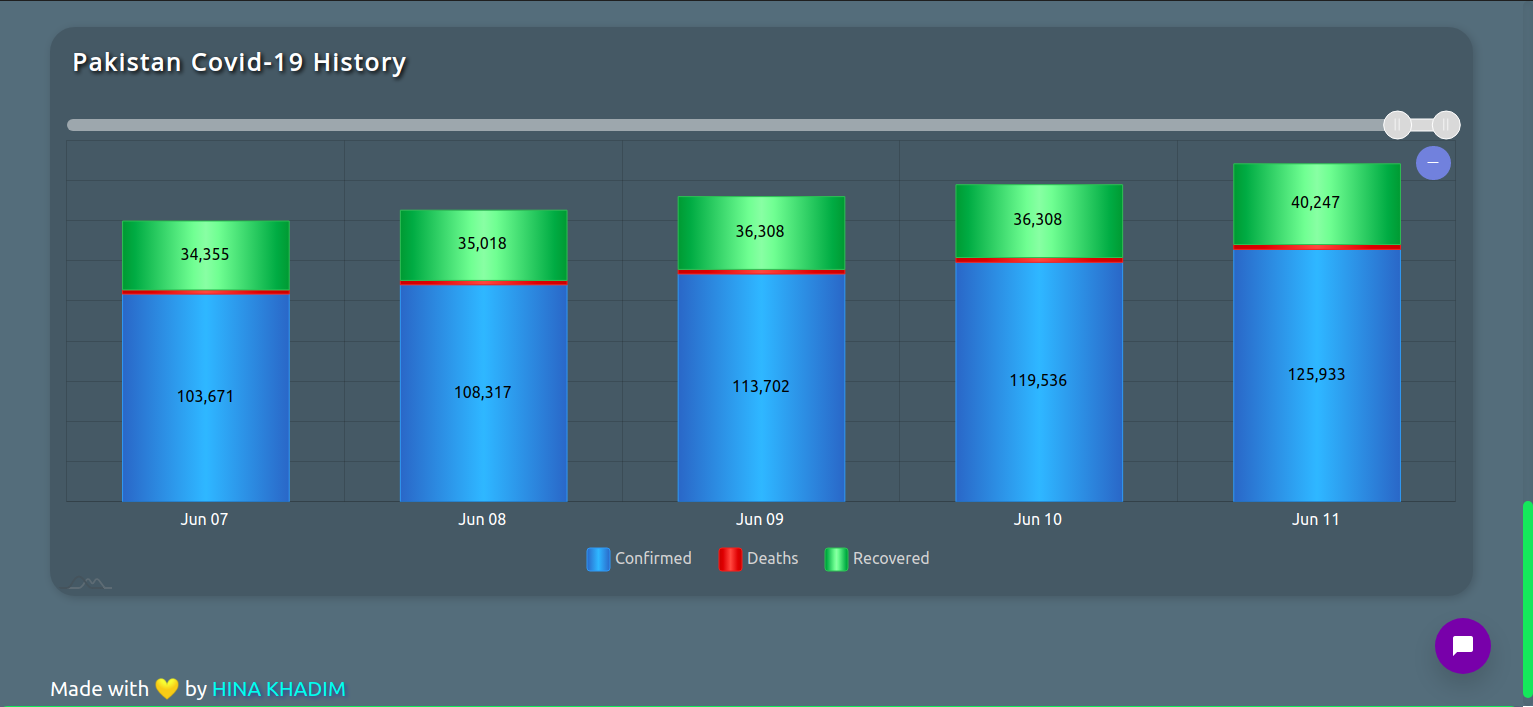 Pakistan Covid-19 History
34,355 35,018 36,308 36,308 40,247
103,671 108,317 113,702 119,536 125,933
Jun 07 Jun 08 Jun 09 Jun 10 Jun 11
Confirmed Deaths Recovered
Made with 💛 by HINA KHADIM